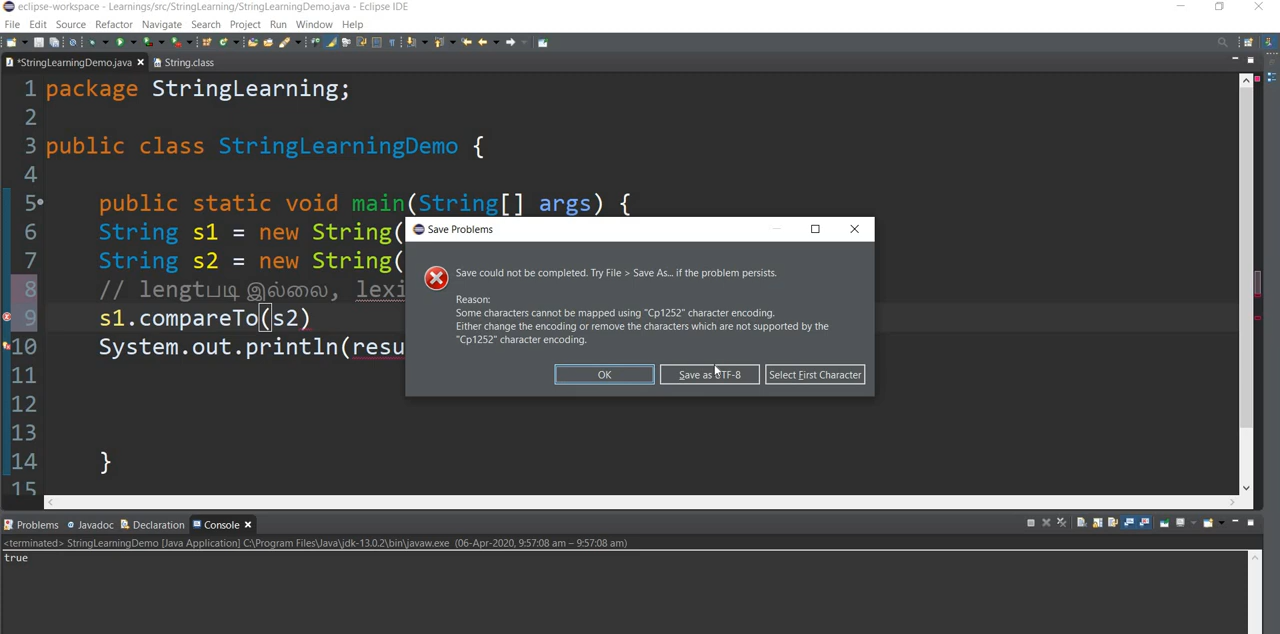 eclipse-workspace - Learnings/src/StringLearning/StringLearningDemo.java - Eclipse IDE
File Edit Source Refactor Navigate Search Project Run Window Help
*StringLearningDemo.java String.class
1 package StringLearning;
2
3 public class StringLearningDemo {
4
5 public static void main(String[] args) {
6 String s1 = new String(
7 String s2 = new String(
8 // lengtபடி இல்லை, lexi
9 s1.compareTo(s2)
10 System.out.println(resu
11
12
13
14 }
15
Save Problems
Save could not be completed. Try File > Save As... if the problem persists.
Reason:
Some characters cannot be mapped using "Cp1252" character encoding.
Either change the encoding or remove the characters which are not supported by the
"Cp1252" character encoding.
OK Save as UTF-8 Select First Character
Problems Javadoc Declaration Console
<terminated> StringLearningDemo [Java Application] C:\Program Files\Java\jdk-13.0.2\bin\javaw.exe (06-Apr-2020, 9:57:08 am – 9:57:08 am)
true